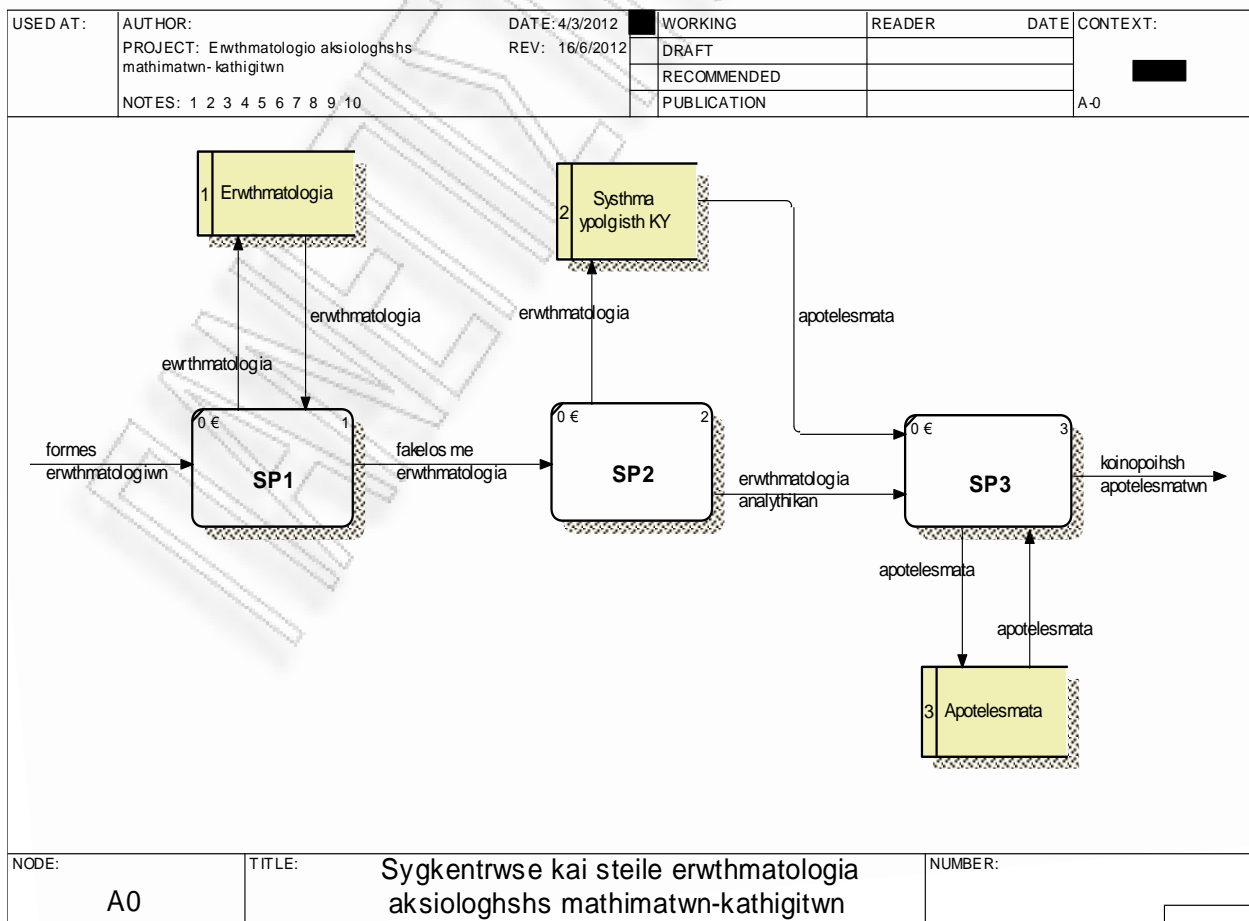 USED AT:
AUTHOR:
DATE: 4/3/2012
PROJECT: Erwthmatologio aksiologhshs
REV: 16/6/2012
mathimatwn- kathigitwn
NOTES: 1 2 3 4 5 6 7 8 9 10
WORKING
DRAFT
RECOMMENDED
PUBLICATION
READER
DATE
CONTEXT:
A-0
1
Erwthmatologia
2
Systhma
ypolgisth KY
erwthmatologia
ewrthmatologia
erwthmatologia
apotelesmata
formes
erwthmatologiwn
0 €
1
SP1
fakelos me
erwthmatologia
0 €
2
SP2
erwthmatologia
analythikan
0 €
3
SP3
koinopoihsh
apotelesmatwn
apotelesmata
apotelesmata
3
Apotelesmata
NODE:
A0
TITLE:
Sygkentrwse kai steile erwthmatologia
aksiologhshs mathimatwn-kathigitwn
NUMBER: